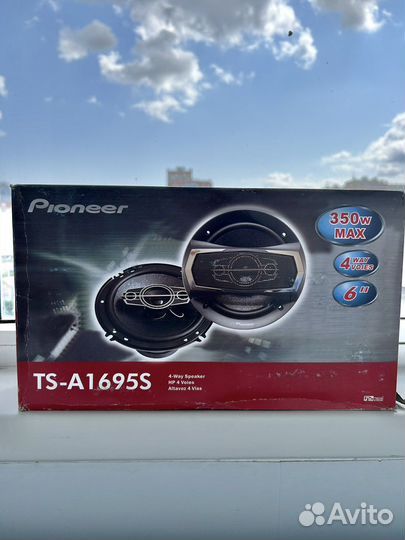 Pioneer
350W
MAX
4 WAY
VOIES
6"
Pioneer
TS-A1695S
4-Way Speaker
HP 4 Voies
Altavoz 4 Vías
Avito